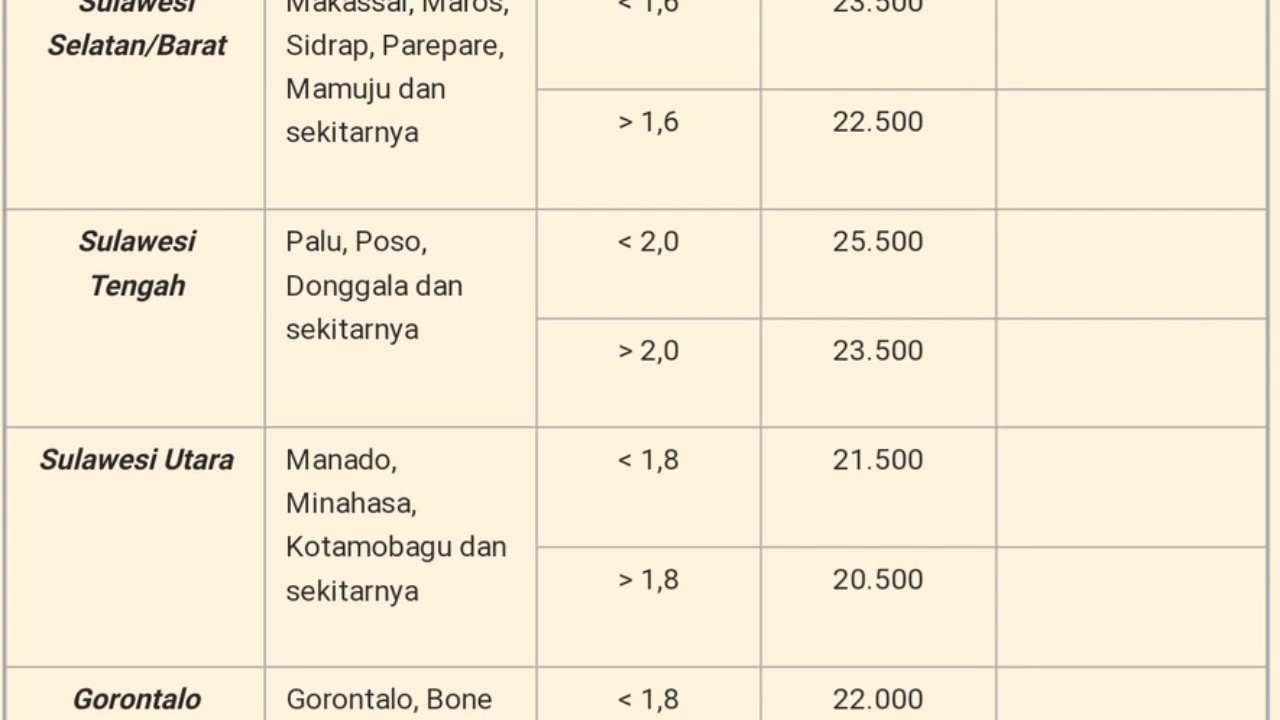 Sulawesi
Selatan/Barat
Makassar, Maros,
Sidrap, Parepare,
Mamuju dan
sekitarnya
< 1,6
23.500
> 1,6
22.500
Sulawesi
Tengah
Palu, Poso,
Donggala dan
sekitarnya
< 2,0
25.500
> 2,0
23.500
Sulawesi Utara
Manado,
Minahasa,
Kotamobagu dan
sekitarnya
< 1,8
21.500
> 1,8
20.500
Gorontalo
Gorontalo, Bone
< 1,8
22.000